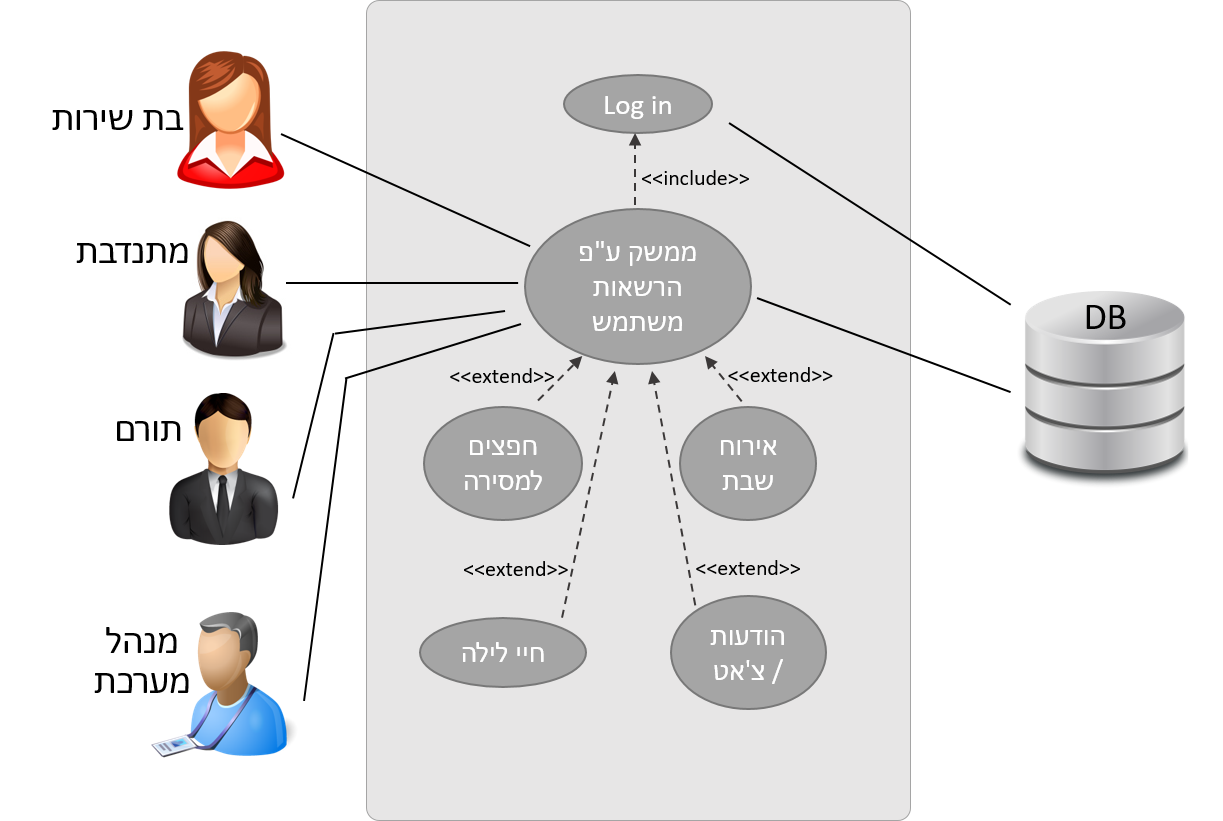 Log in
<<include>>
ממשק ע"פ
הרשאות
משתמש
<<extend>>
<<extend>>
חפצים
למסירה
אירוח
שבת
<<extend>>
<<extend>>
חיי לילה
הודעות
/ צ'אט
בת שירות
מתנדבת
תורם
מנהל
מערכת
DB